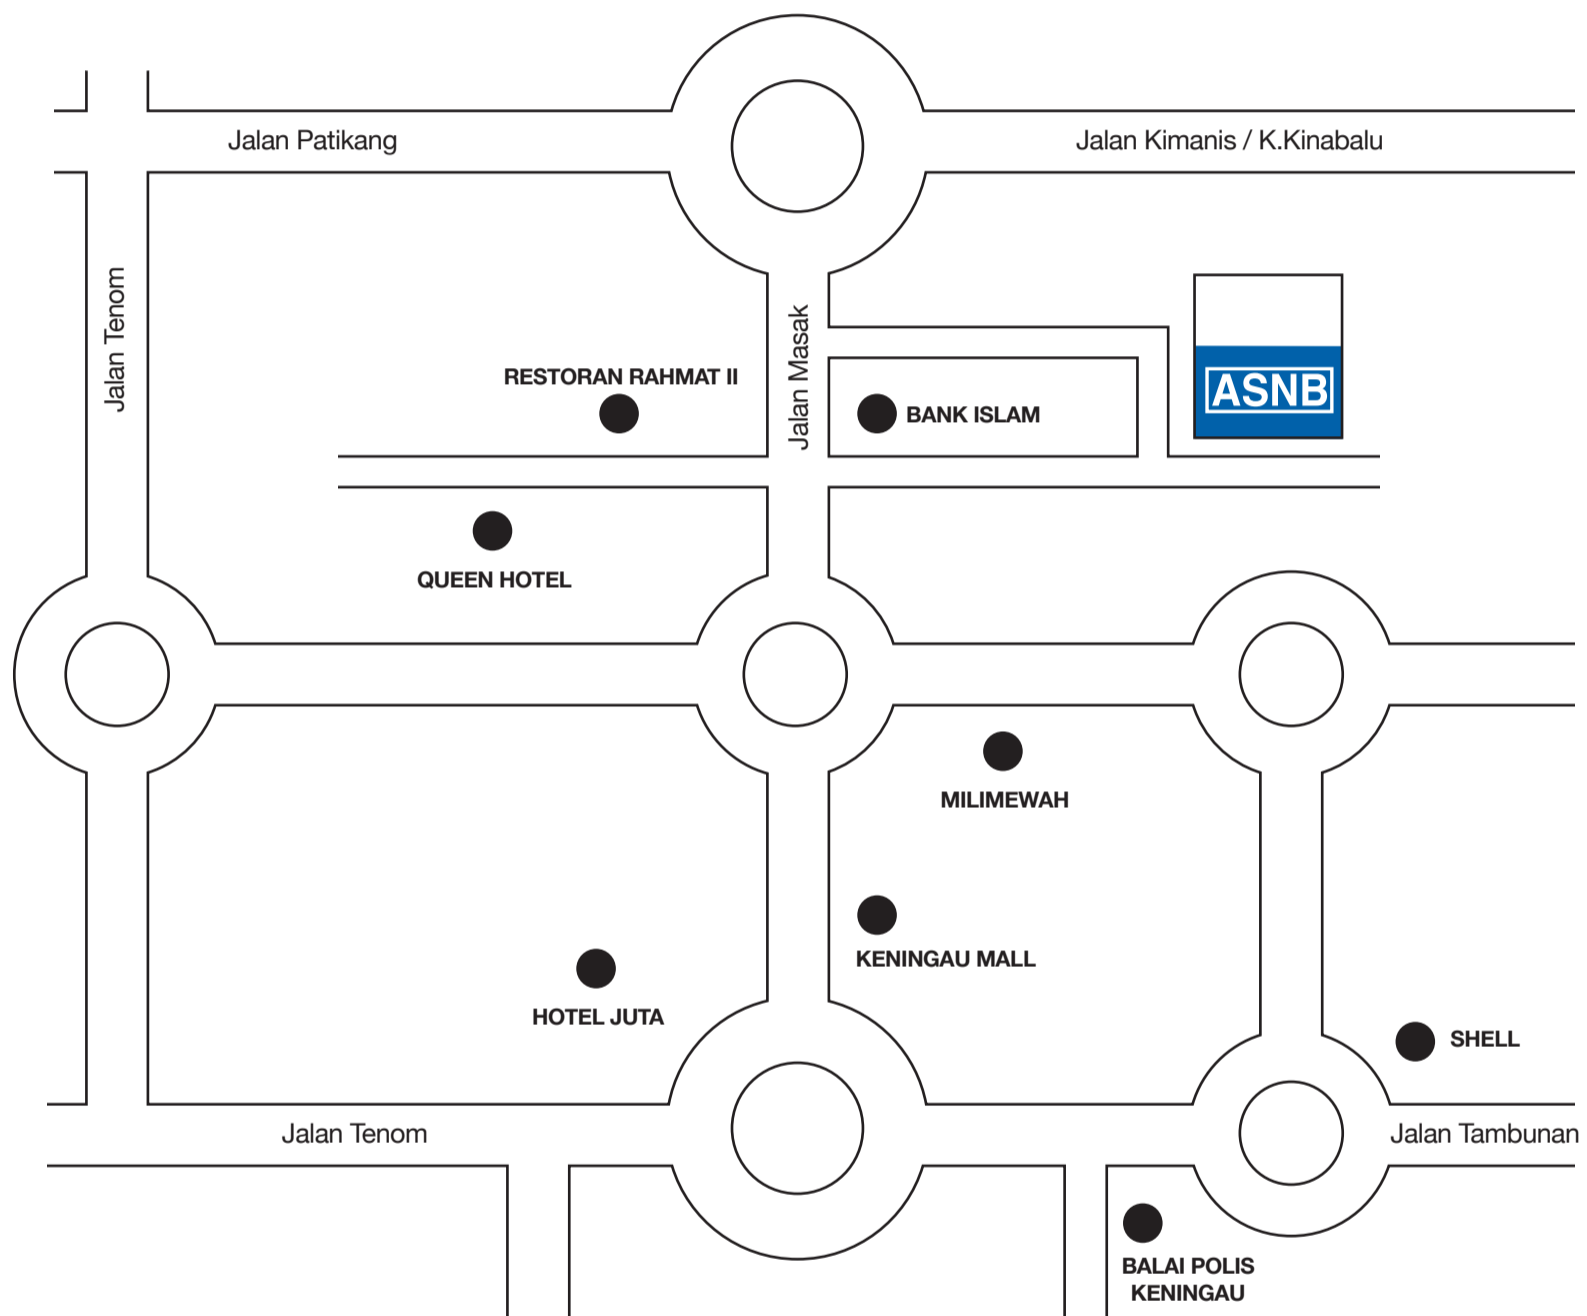 Jalan Patikang
Jalan Kimanis / K.Kinabalu
Jalan Tenom
Jalan Masak
RESTORAN RAHMAT II
BANK ISLAM
ASNB
QUEEN HOTEL
MILIMEWAH
KENINGAU MALL
HOTEL JUTA
SHELL
Jalan Tenom
Jalan Tambunan
BALAI POLIS
KENINGAU